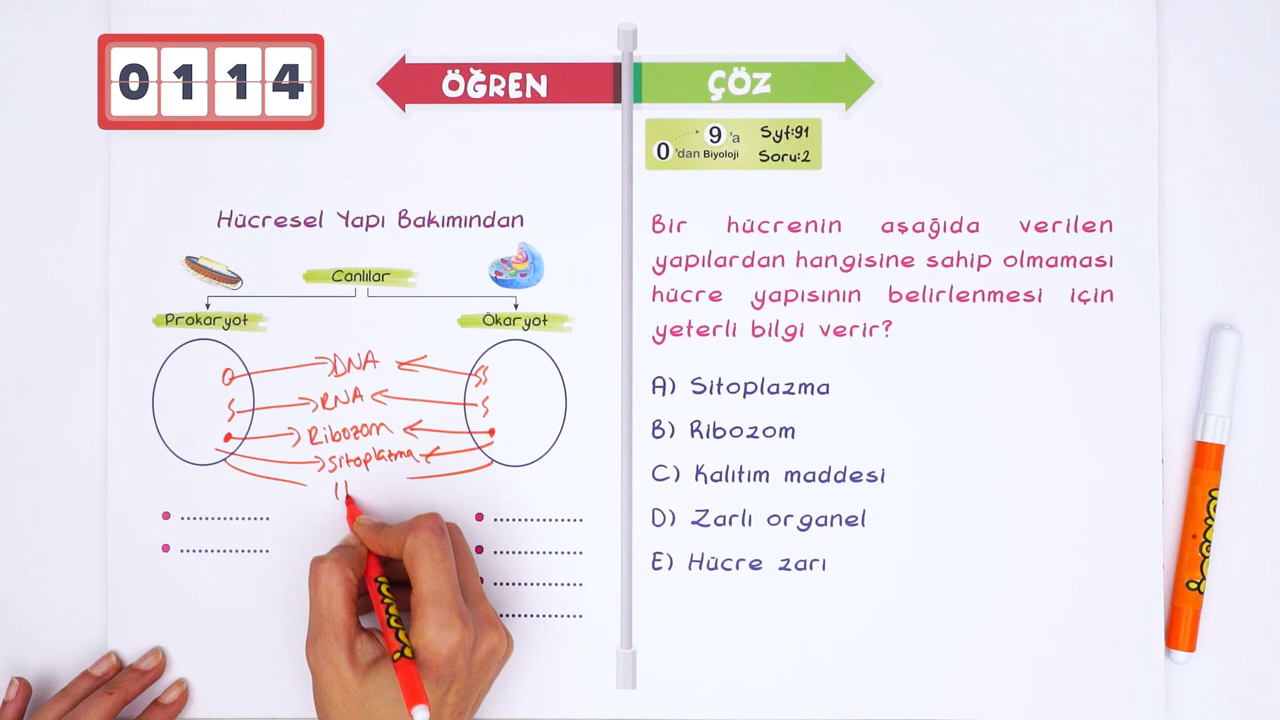 01 14
ÖĞREN
ÇÖZ
0'dan 9'a Biyoloji
Syf:91
Soru:2
Hücresel Yapı Bakımından
Canlılar
Prokaryot
Ökaryot
DNA
RNA
Ribozom
Sitoplazma
Bir hücrenin aşağıda verilen
yapılardan hangisine sahip olmaması
hücre yapısının belirlenmesi için
yeterli bilgi verir?
A) Sitoplazma
B) Ribozom
C) Kalıtım maddesi
D) Zarlı organel
E) Hücre zarı